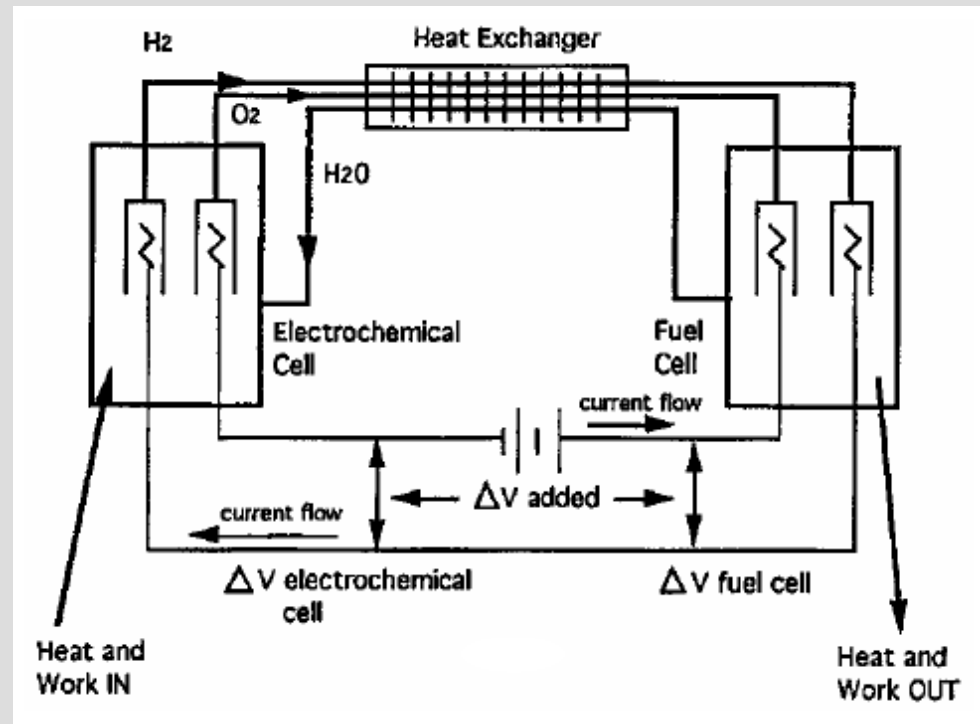 H2
Heat Exchanger
O2
H20
Electrochemical
Cell
Fuel
Cell
current flow
ΔV added
current flow
ΔV electrochemical
cell
ΔV fuel cell
Heat and
Work IN
Heat and
Work OUT